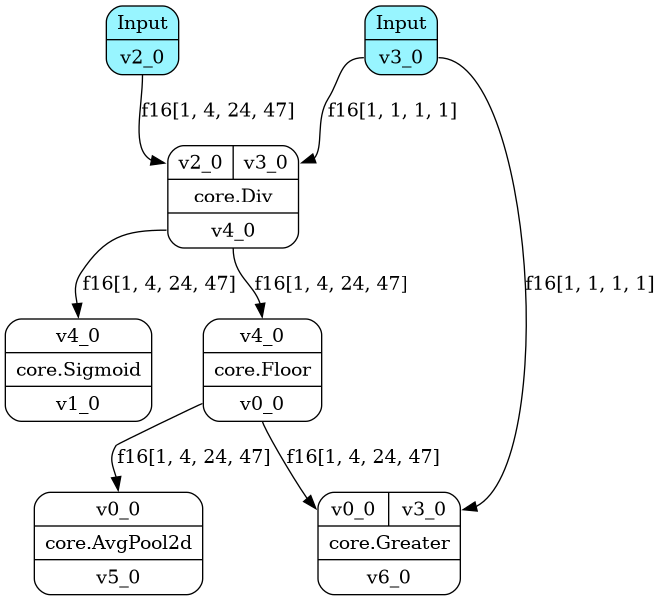 Input
v2_0
Input
v3_0
f16[1, 4, 24, 47]
f16[1, 1, 1, 1]
v2_0 v3_0
core.Div
v4_0
f16[1, 4, 24, 47]
f16[1, 4, 24, 47]
f16[1, 1, 1, 1]
v4_0
core.Sigmoid
v1_0
v4_0
core.Floor
v0_0
f16[1, 4, 24, 47]
f16[1, 4, 24, 47]
v0_0
core.AvgPool2d
v5_0
v0_0 v3_0
core.Greater
v6_0